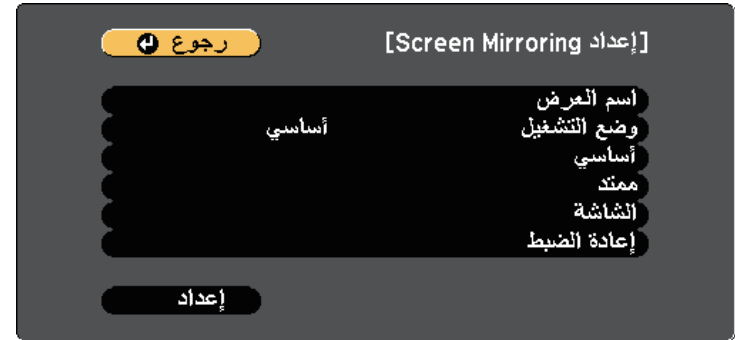 [إعداد Screen Mirroring]
رجوع
اسم العرض
وضع التشغيل أساسي
أساسي
ممتد
الشاشة
إعادة الضبط
إعداد